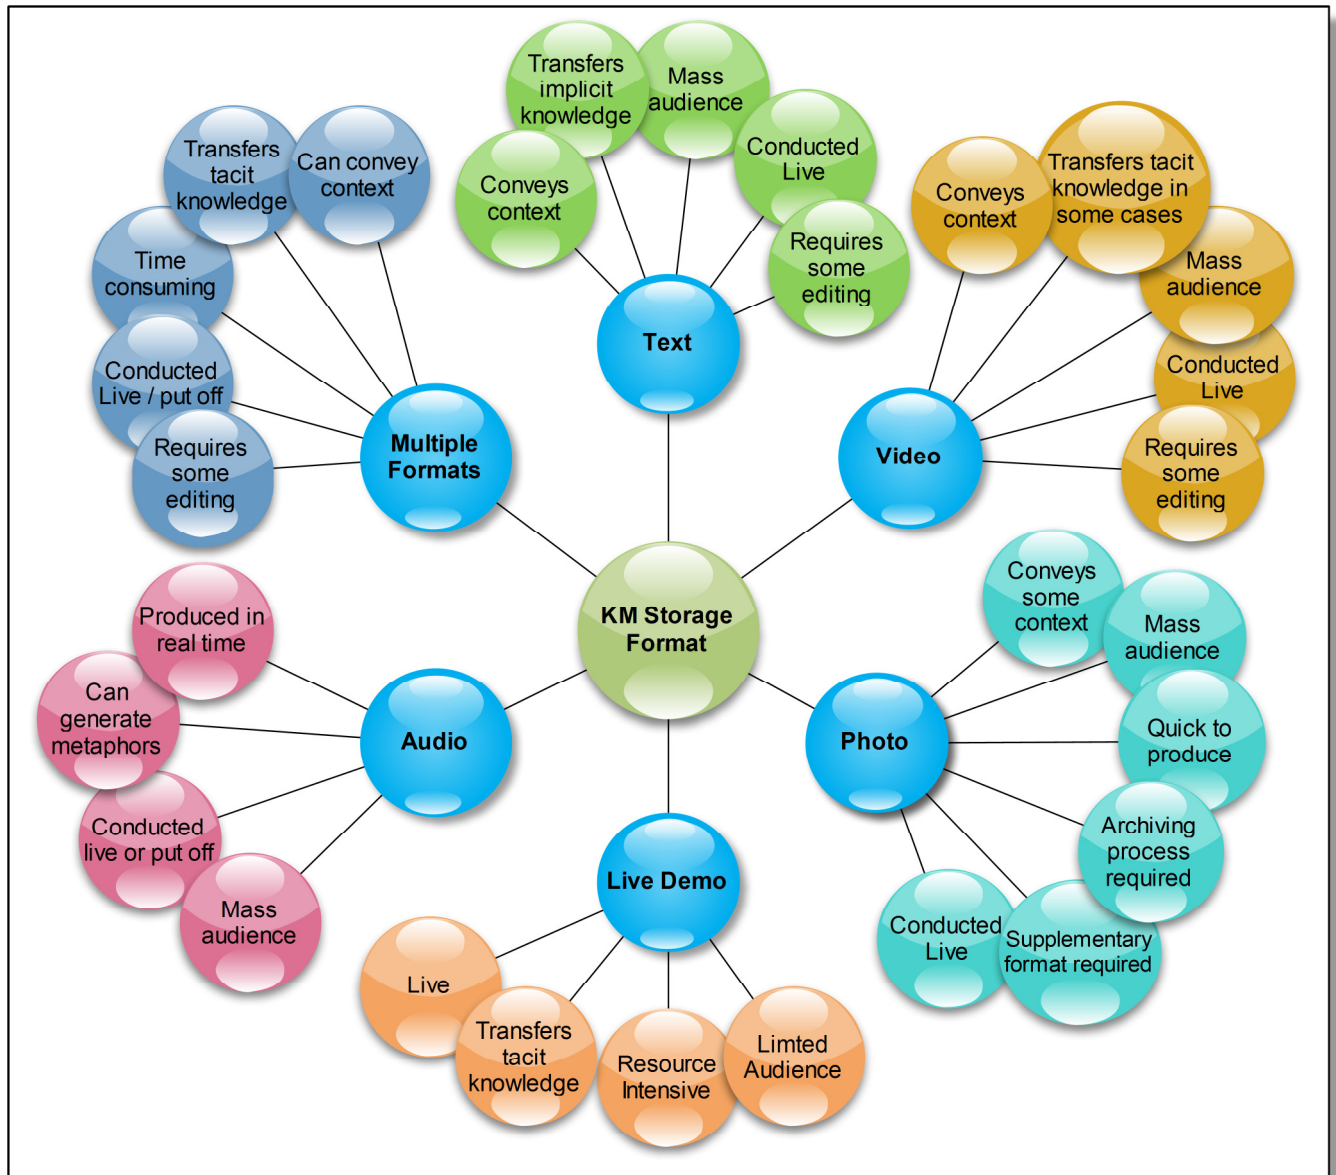 Transfers
implicit
knowledge
Mass
audience
Conducted
Live
Conveys
context
Requires
some
editing
Text
Transfers
tacit
knowledge
Can convey
context
Time
consuming
Conducted
Live / put off
Requires
some
editing
Multiple
Formats
Conveys
context
Transfers tacit
knowledge in
some cases
Mass
audience
Conducted
Live
Requires
some
editing
Video
KM Storage
Format
Produced in
real time
Can
generate
metaphors
Conducted
live or put off
Mass
audience
Audio
Conveys
some
context
Mass
audience
Quick to
produce
Archiving
process
required
Supplementary
format required
Conducted
Live
Photo
Live Demo
Live
Transfers
tacit
knowledge
Resource
Intensive
Limted
Audience